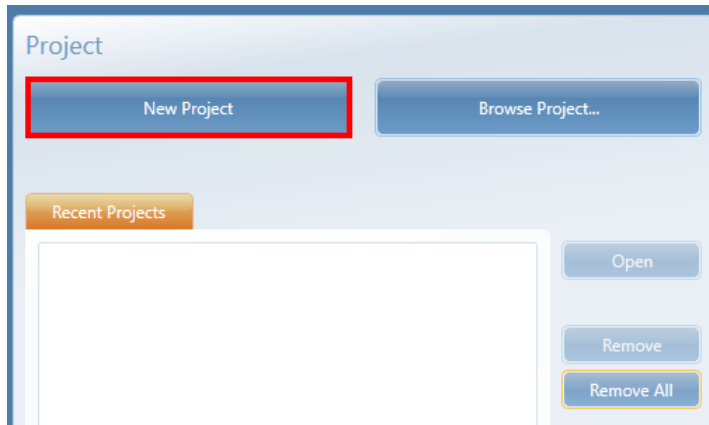 Project
New Project
Browse Project...
Recent Projects
Open
Remove
Remove All